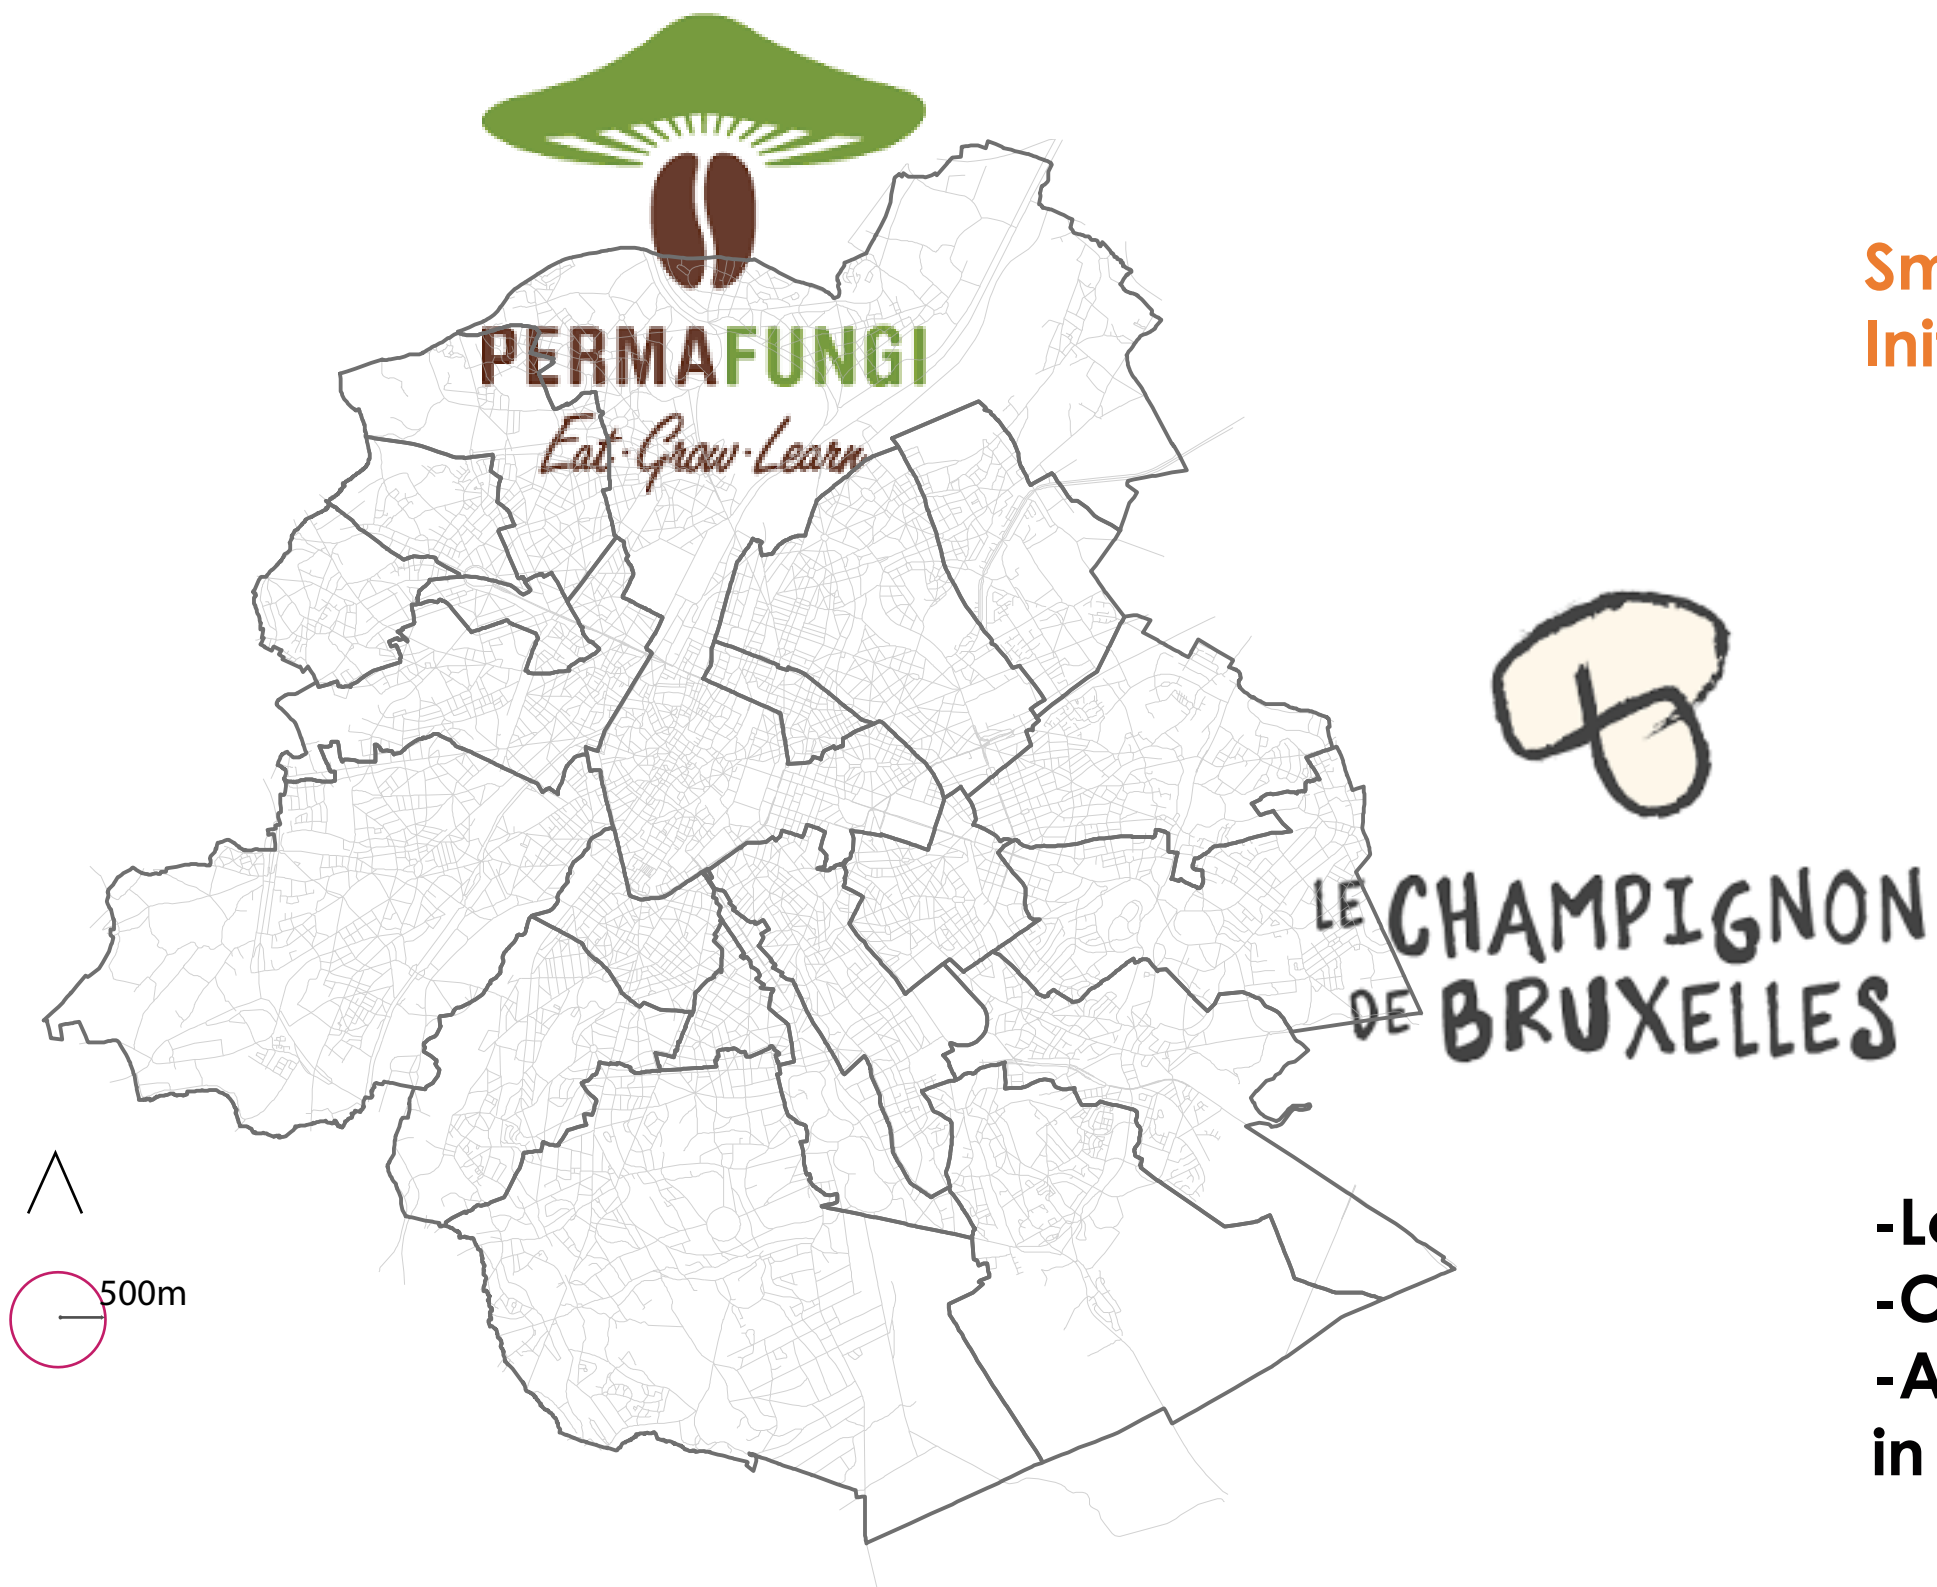 PERMAFUNGI
Eat·Grow·Learn
LE CHAMPIGNON
DE BRUXELLES
500m
in